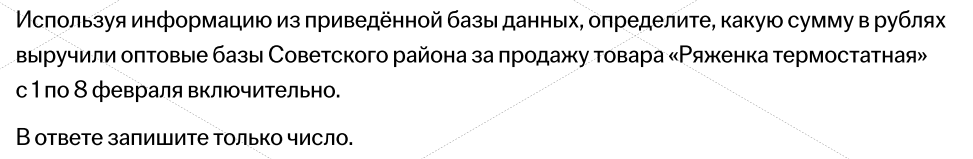 Используя информацию из приведённой базы данных, определите, какую сумму в рублях
выручили оптовые базы Советского района за продажу товара «Ряженка термостатная»
с 1 по 8 февраля включительно.
В ответе запишите только число.